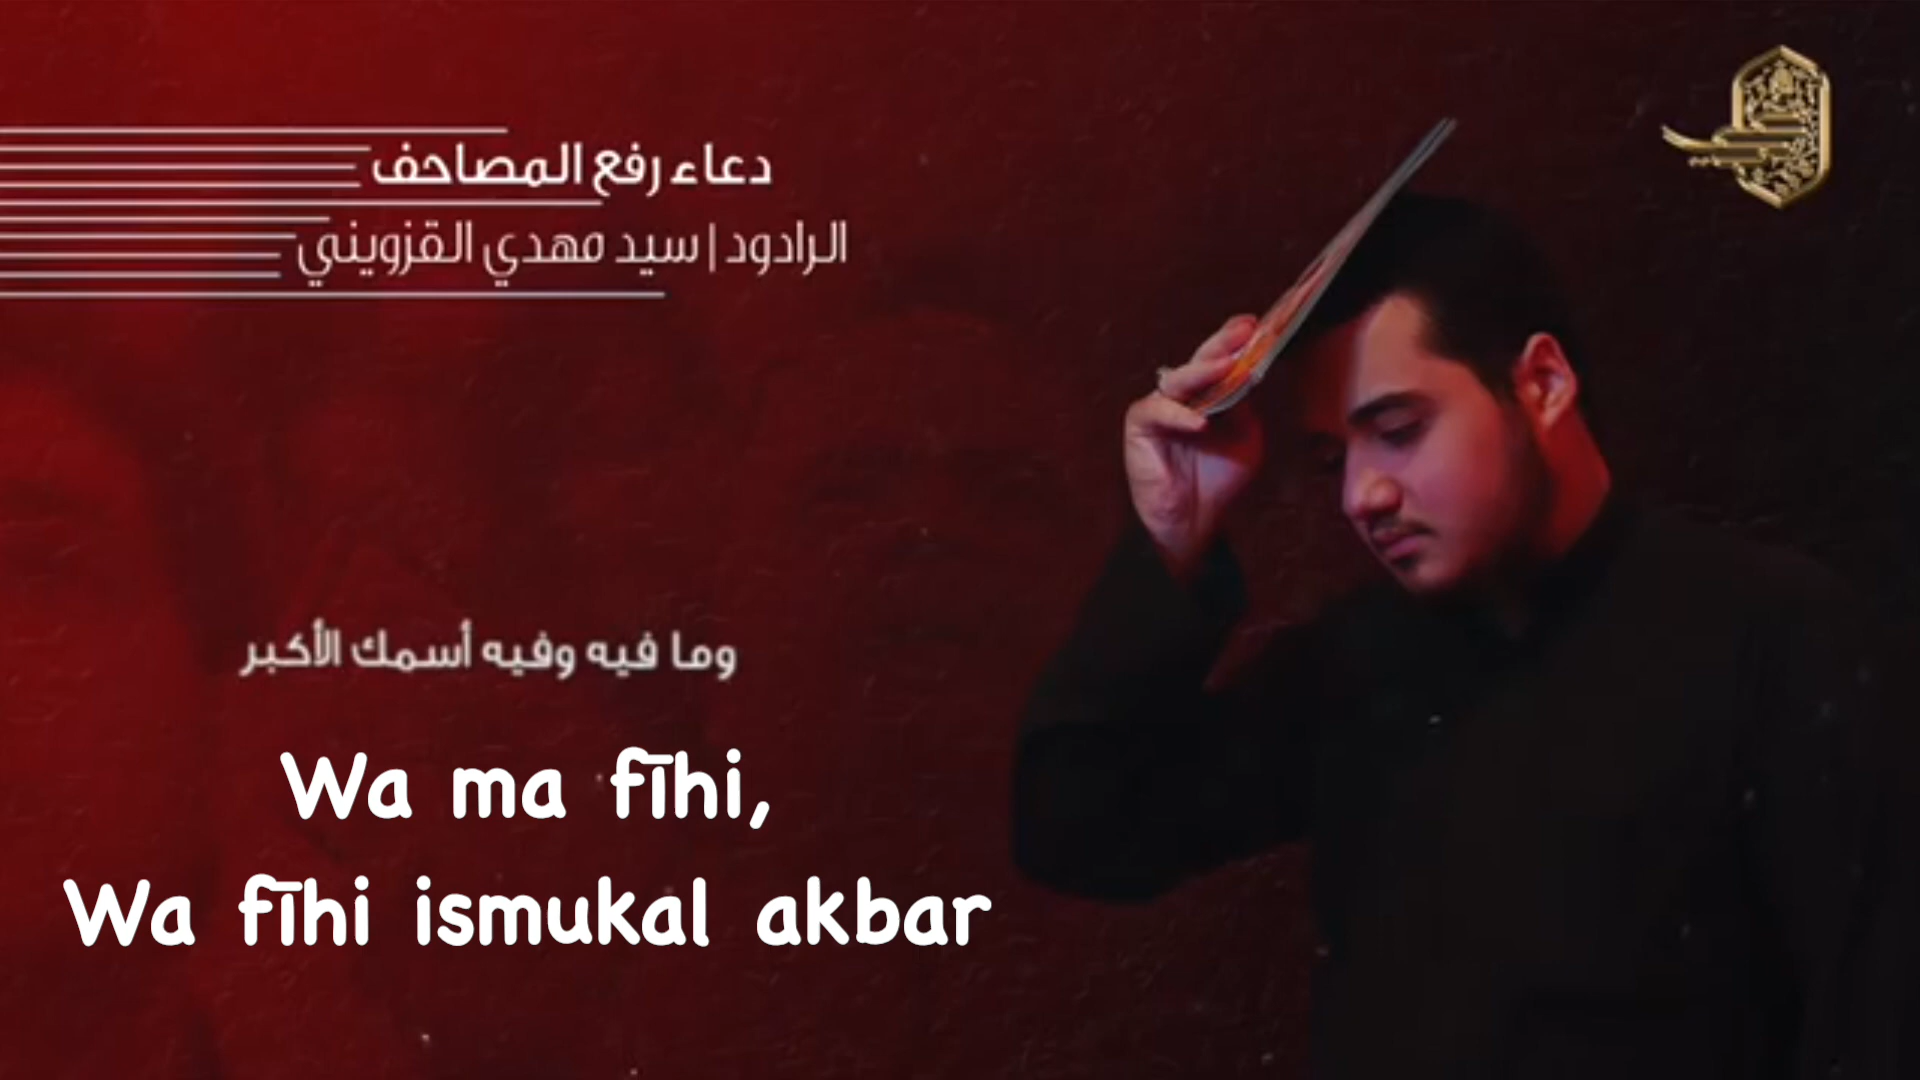 دعاء رفع المصاحف
الرادود | سيد مهدي القزويني
وما فيه وفيه أسمك الأكبر
Wa ma fīhi,
Wa fīhi ismukal akbar